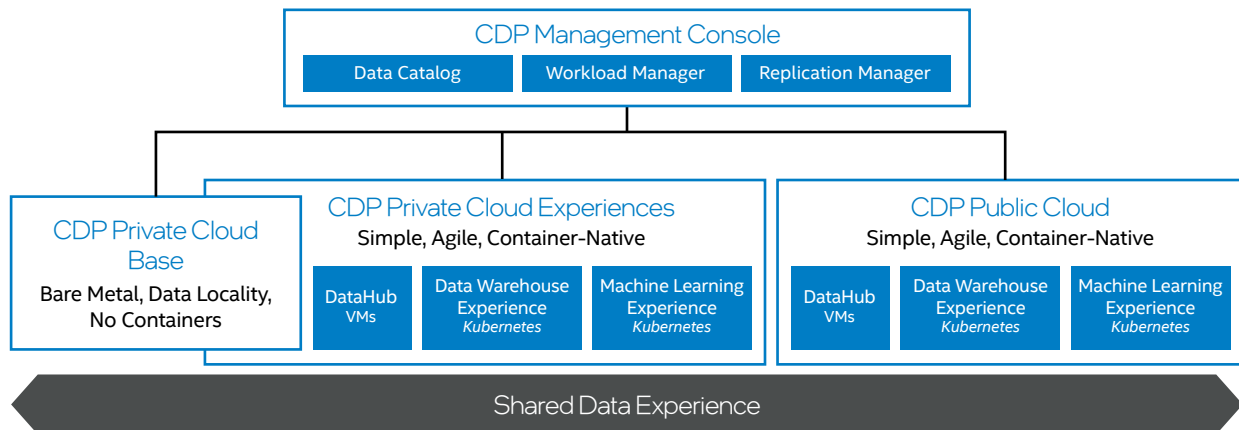 CDP Management Console
Data Catalog
Workload Manager
Replication Manager
CDP Private Cloud
Base
Bare Metal, Data Locality,
No Containers
CDP Private Cloud Experiences
Simple, Agile, Container-Native
DataHub
VMs
Data Warehouse
Experience
Kubernetes
Machine Learning
Experience
Kubernetes
CDP Public Cloud
Simple, Agile, Container-Native
DataHub
VMs
Data Warehouse
Experience
Kubernetes
Machine Learning
Experience
Kubernetes
Shared Data Experience